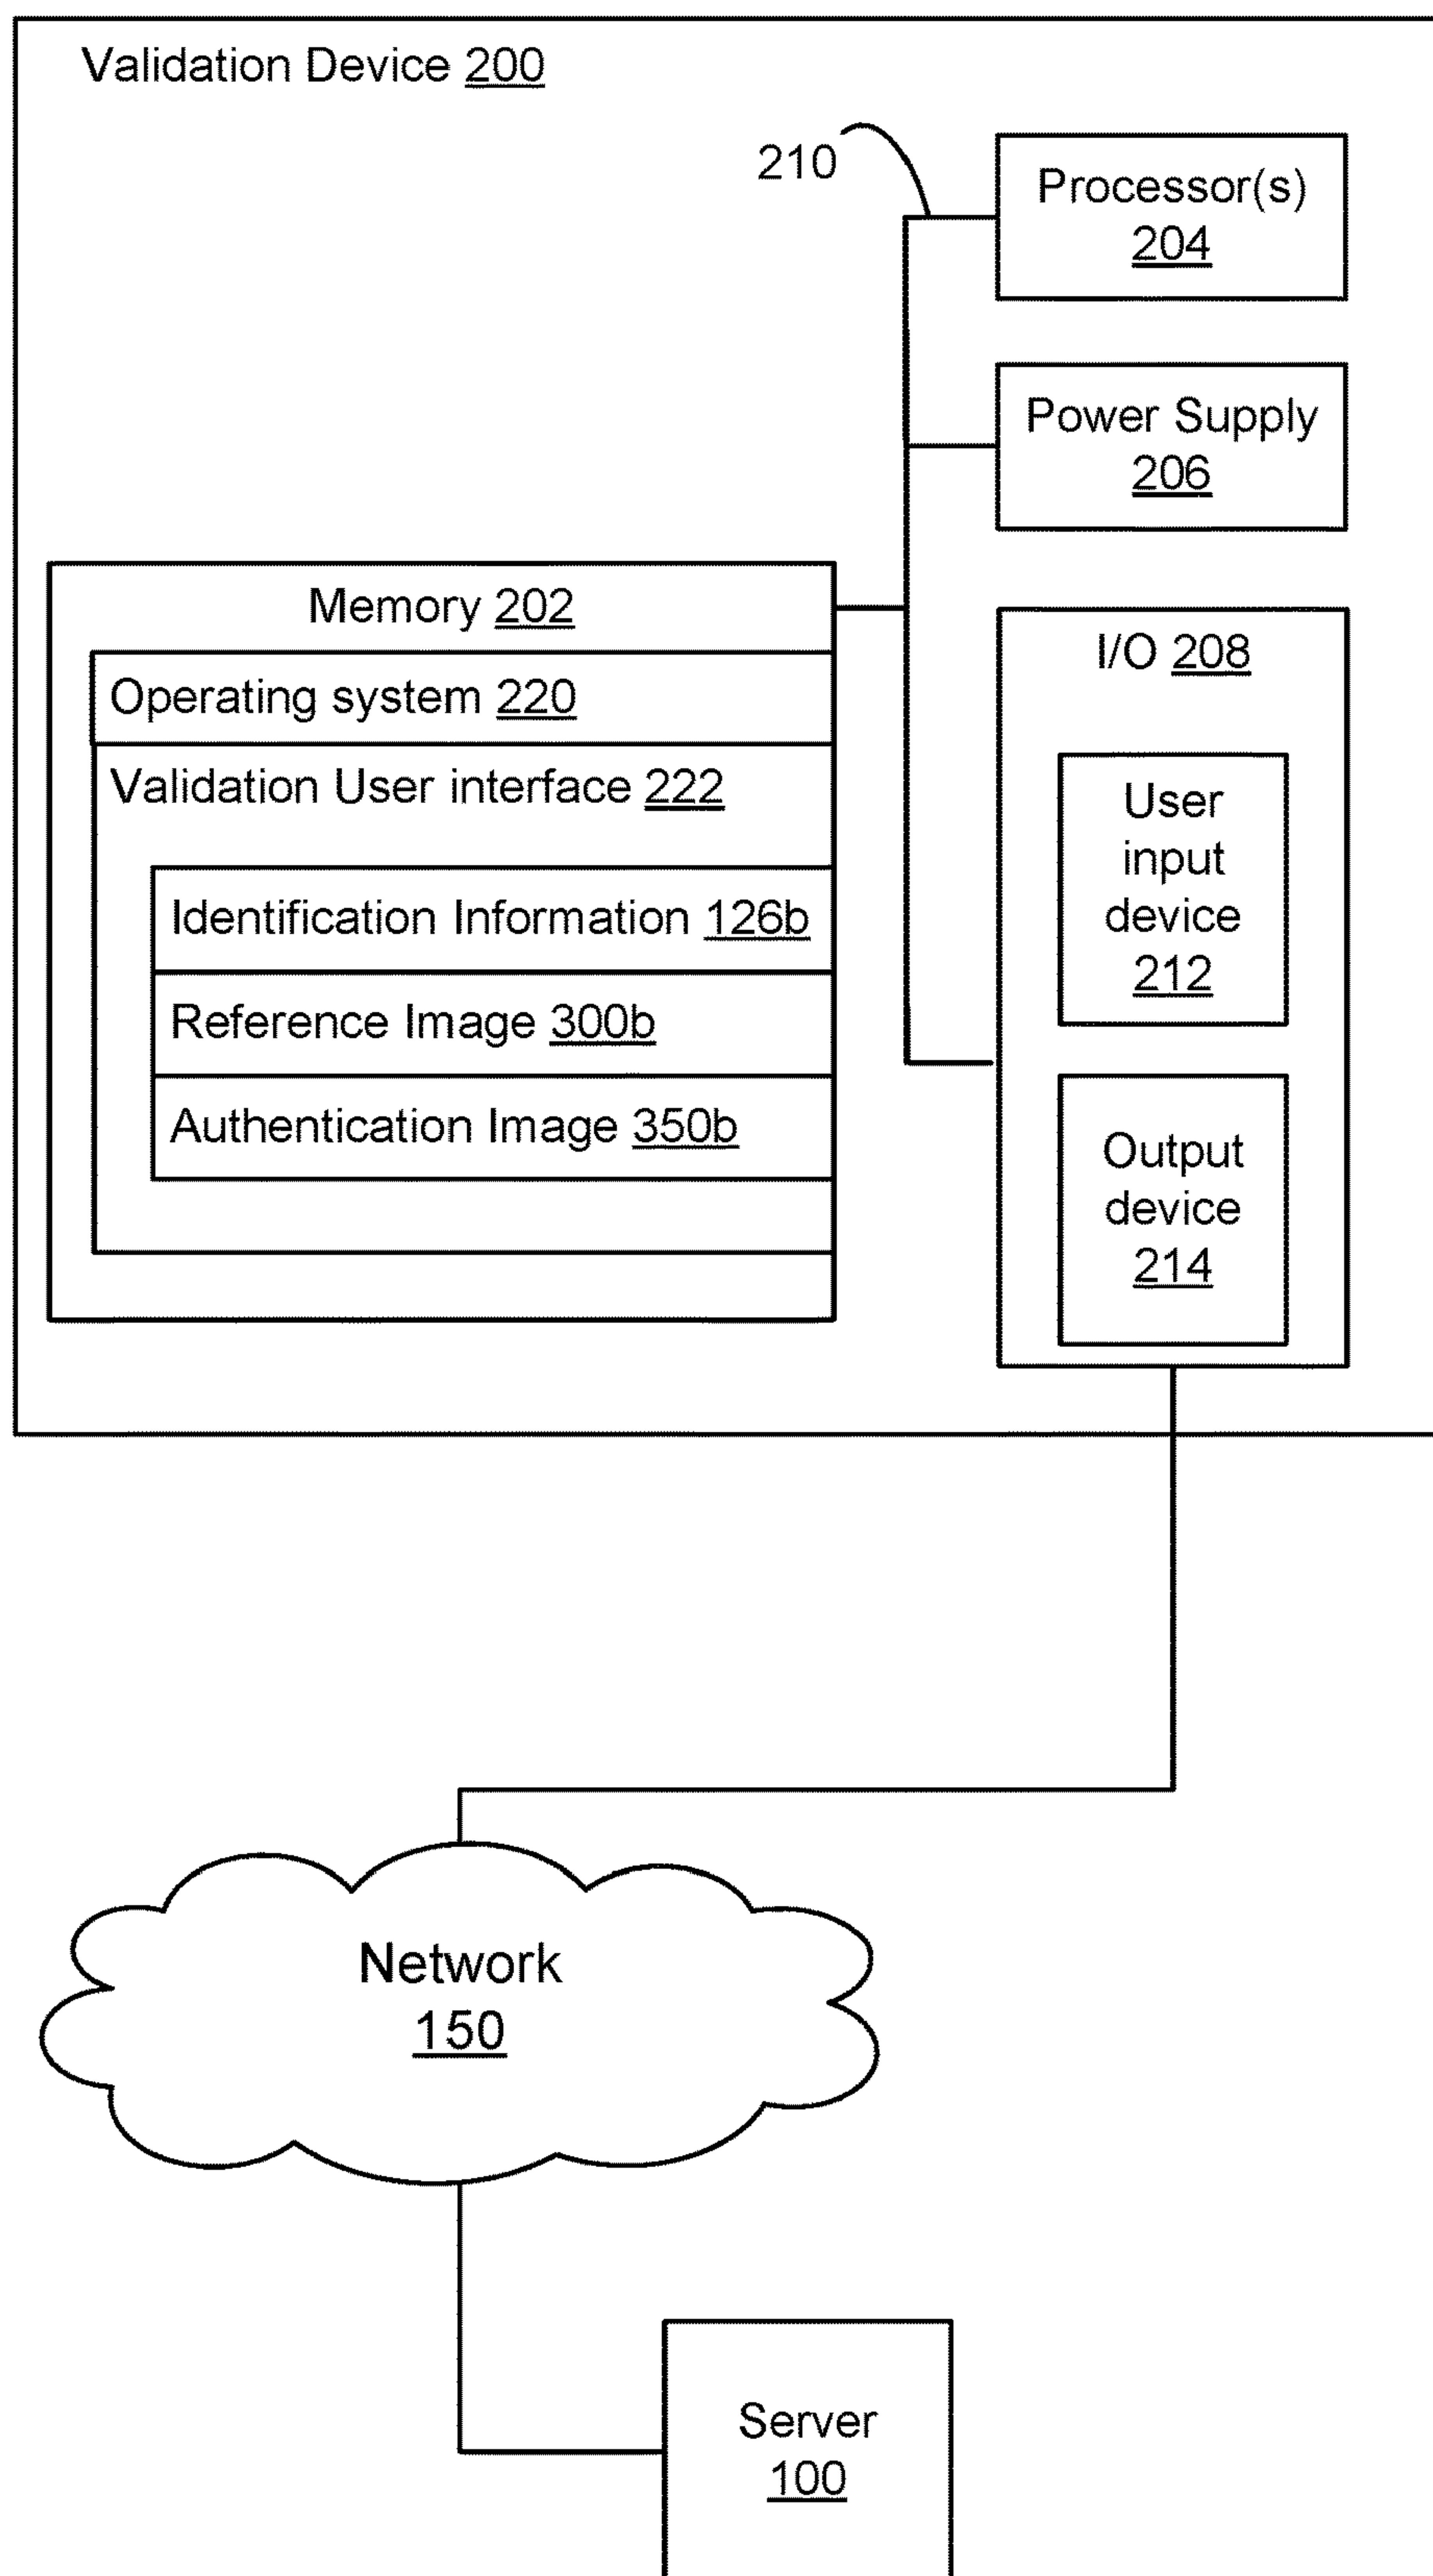 Validation Device 200
210
Processor(s)
204
Power Supply
206
Memory 202
Operating system 220
Validation User interface 222
Identification Information 126b
Reference Image 300b
Authentication Image 350b
I/O 208
User
input
device
212
Output
device
214
Network
150
Server
100